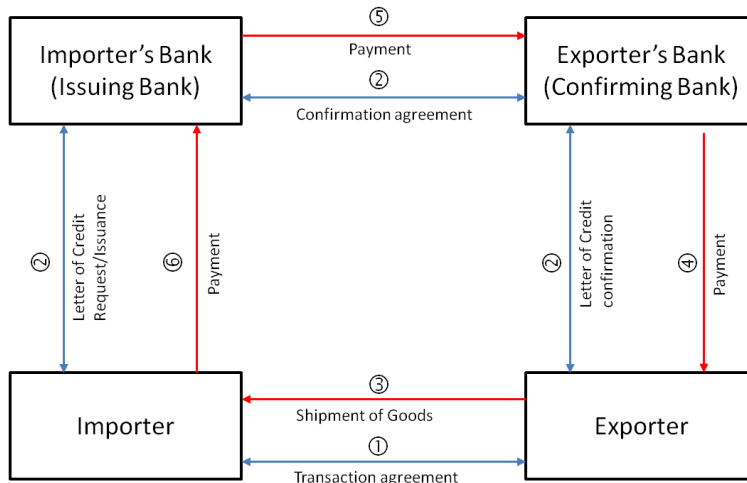 ⑤
Importer's Bank
(Issuing Bank)
Payment
Exporter's Bank
(Confirming Bank)
②
Confirmation agreement
②
Letter of Credit
Request/Issuance
⑥
Payment
②
Letter of Credit
confirmation
④
Payment
Importer
③
Shipment of Goods
Exporter
①
Transaction agreement